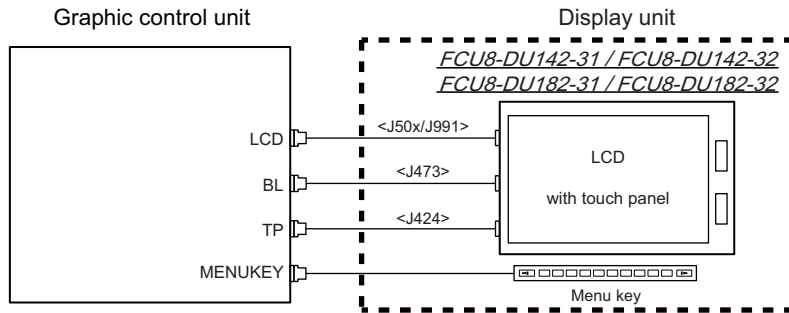 Graphic control unit
Display unit
FCU8-DU142-31 / FCU8-DU142-32
FCU8-DU182-31 / FCU8-DU182-32
LCD
<J50x/J991>
LCD
with touch panel
BL
<J473>
TP
<J424>
MENUKEY
Menu key